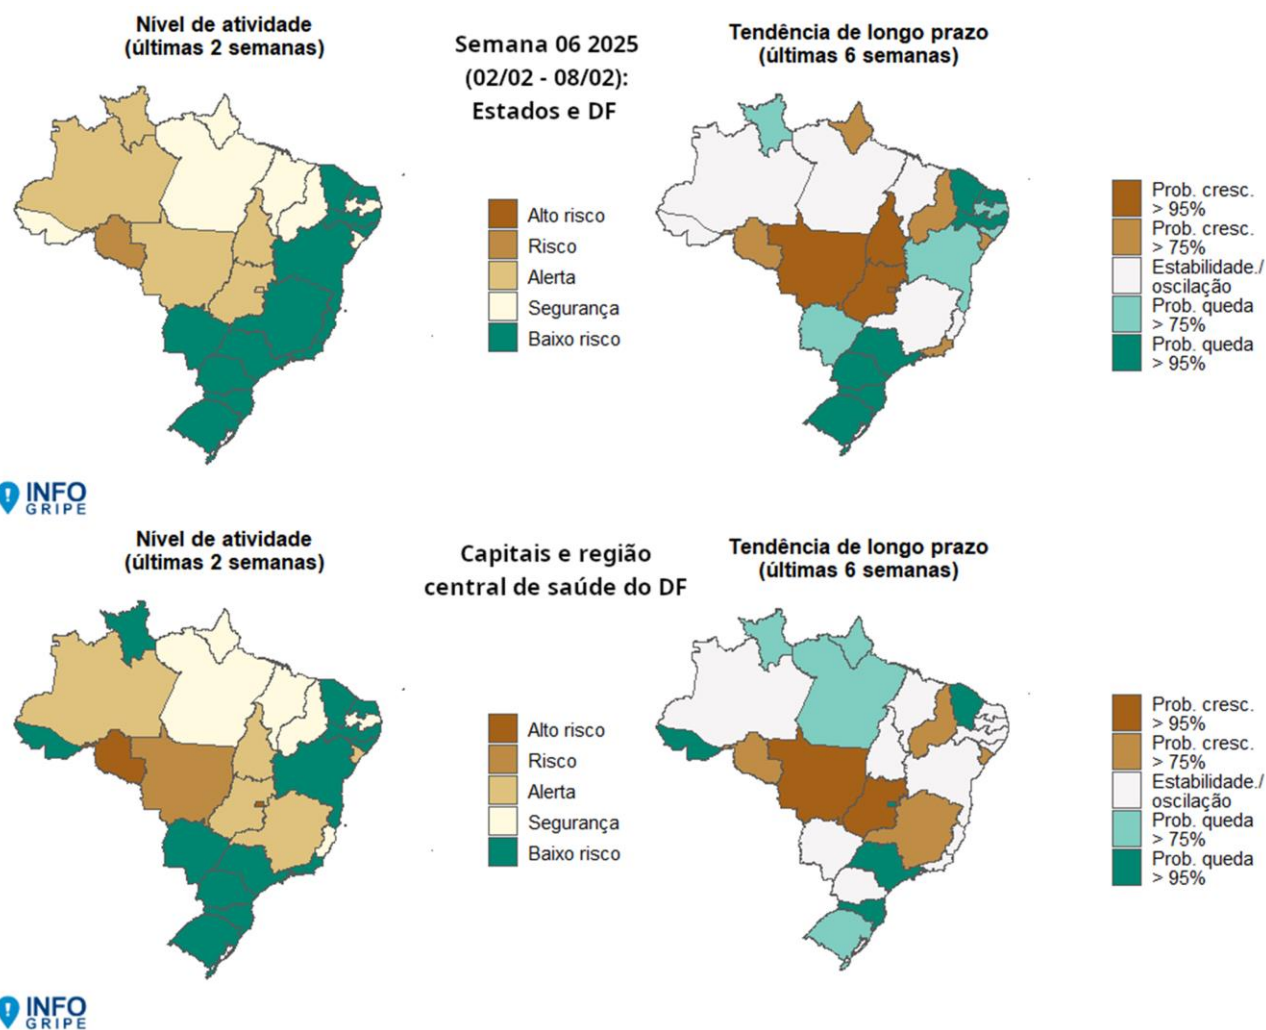 Nível de atividade
(últimas 2 semanas)
Semana 06 2025
(02/02 - 08/02):
Estados e DF
Tendência de longo prazo
(últimas 6 semanas)
Alto risco
Risco
Alerta
Segurança
Baixo risco
Prob. cresc.
> 95%
Prob. cresc.
> 75%
Estabilidade./
oscilação
Prob. queda
> 75%
Prob. queda
> 95%
INFO
GRIPE
Nível de atividade
(últimas 2 semanas)
Capitais e região
central de saúde do DF
Tendência de longo prazo
(últimas 6 semanas)
Alto risco
Risco
Alerta
Segurança
Baixo risco
Prob. cresc.
> 95%
Prob. cresc.
> 75%
Estabilidade./
oscilação
Prob. queda
> 75%
Prob. queda
> 95%
INFO
GRIPE